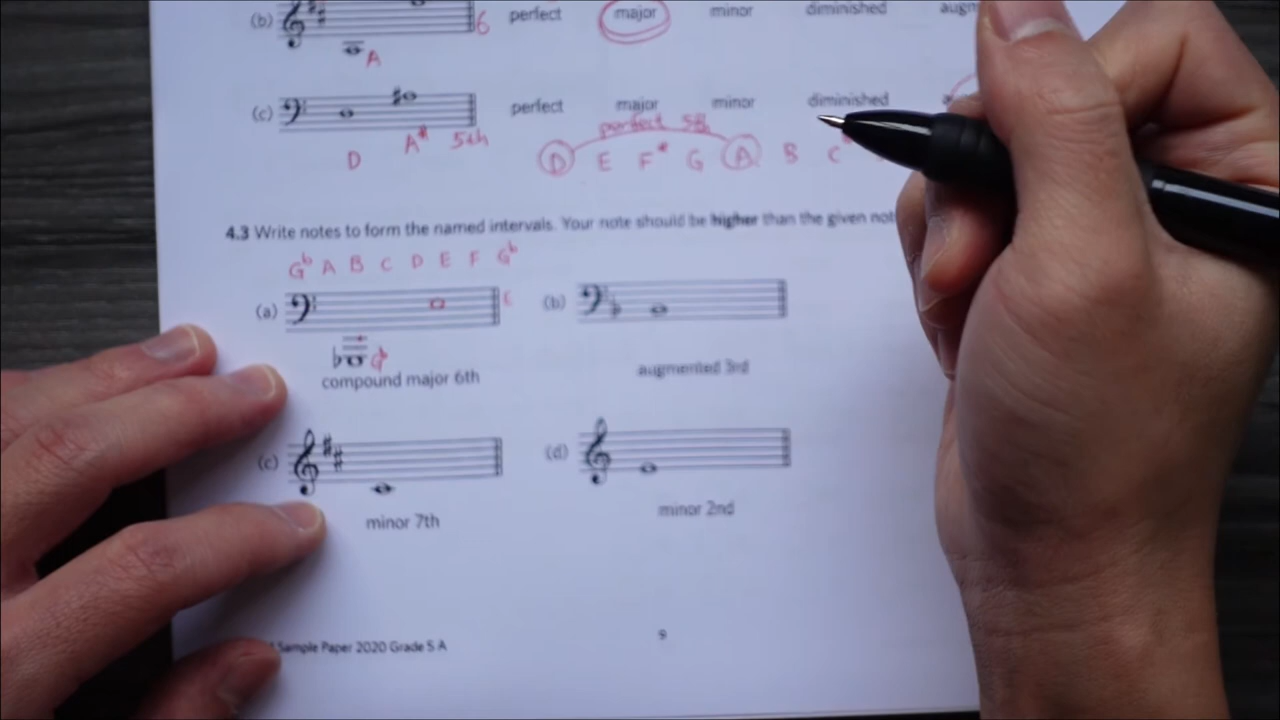 (b) 6 perfect major minor diminished
A
(c) perfect major minor diminished
perfect 5th
D A# 5th D E F# G A B C
4.3 Write notes to form the named intervals. Your note should be higher than the given
Gb A B C D E F Gb
(a) (b)
compound major 6th augmented 3rd
(c) (d)
minor 7th minor 2nd
Sample Paper 2020 Grade 5 A 9